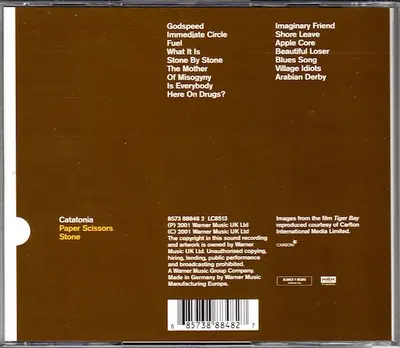 Godspeed
Immediate Circle
Fuel
What It Is
Stone By Stone
The Mother
Of Misogyny
Is Everybody
Here On Drugs?
Imaginary Friend
Shore Leave
Apple Core
Beautiful Loser
Blues Song
Village Idiots
Arabian Derby
Catatonia
Paper Scissors
Stone
8573 88848 2 LC8513
(P) 2001 Warner Music UK Ltd
(C) 2001 Warner Music UK Ltd
The copyright in this sound recording
and artwork is owned by Warner
Music UK Ltd. Unauthorised copying,
hiring, lending, public performance
and broadcasting prohibited.
A Warner Music Group Company.
Made in Germany by Warner Music
Manufacturing Europe.
Images from the film Tiger Bay
reproduced courtesy of Carlton
International Media Limited.
CARLTON
6 85738 88482 7